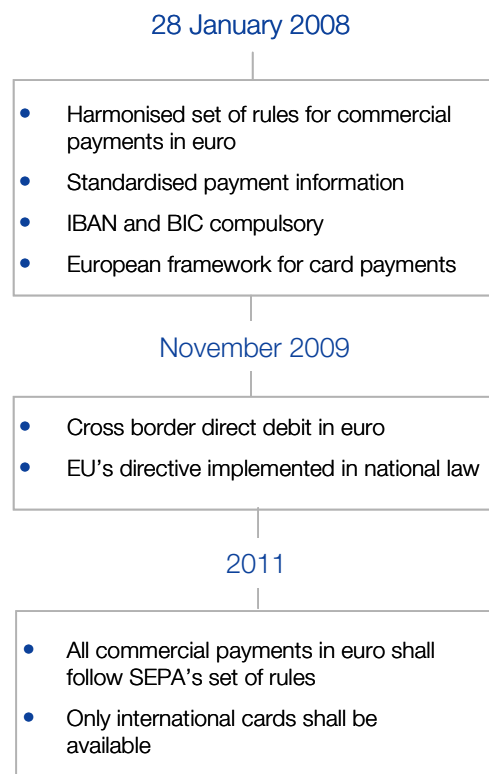 28 January 2008
• Harmonised set of rules for commercial
payments in euro
• Standardised payment information
• IBAN and BIC compulsory
• European framework for card payments
November 2009
• Cross border direct debit in euro
• EU’s directive implemented in national law
2011
• All commercial payments in euro shall
follow SEPA’s set of rules
• Only international cards shall be
available